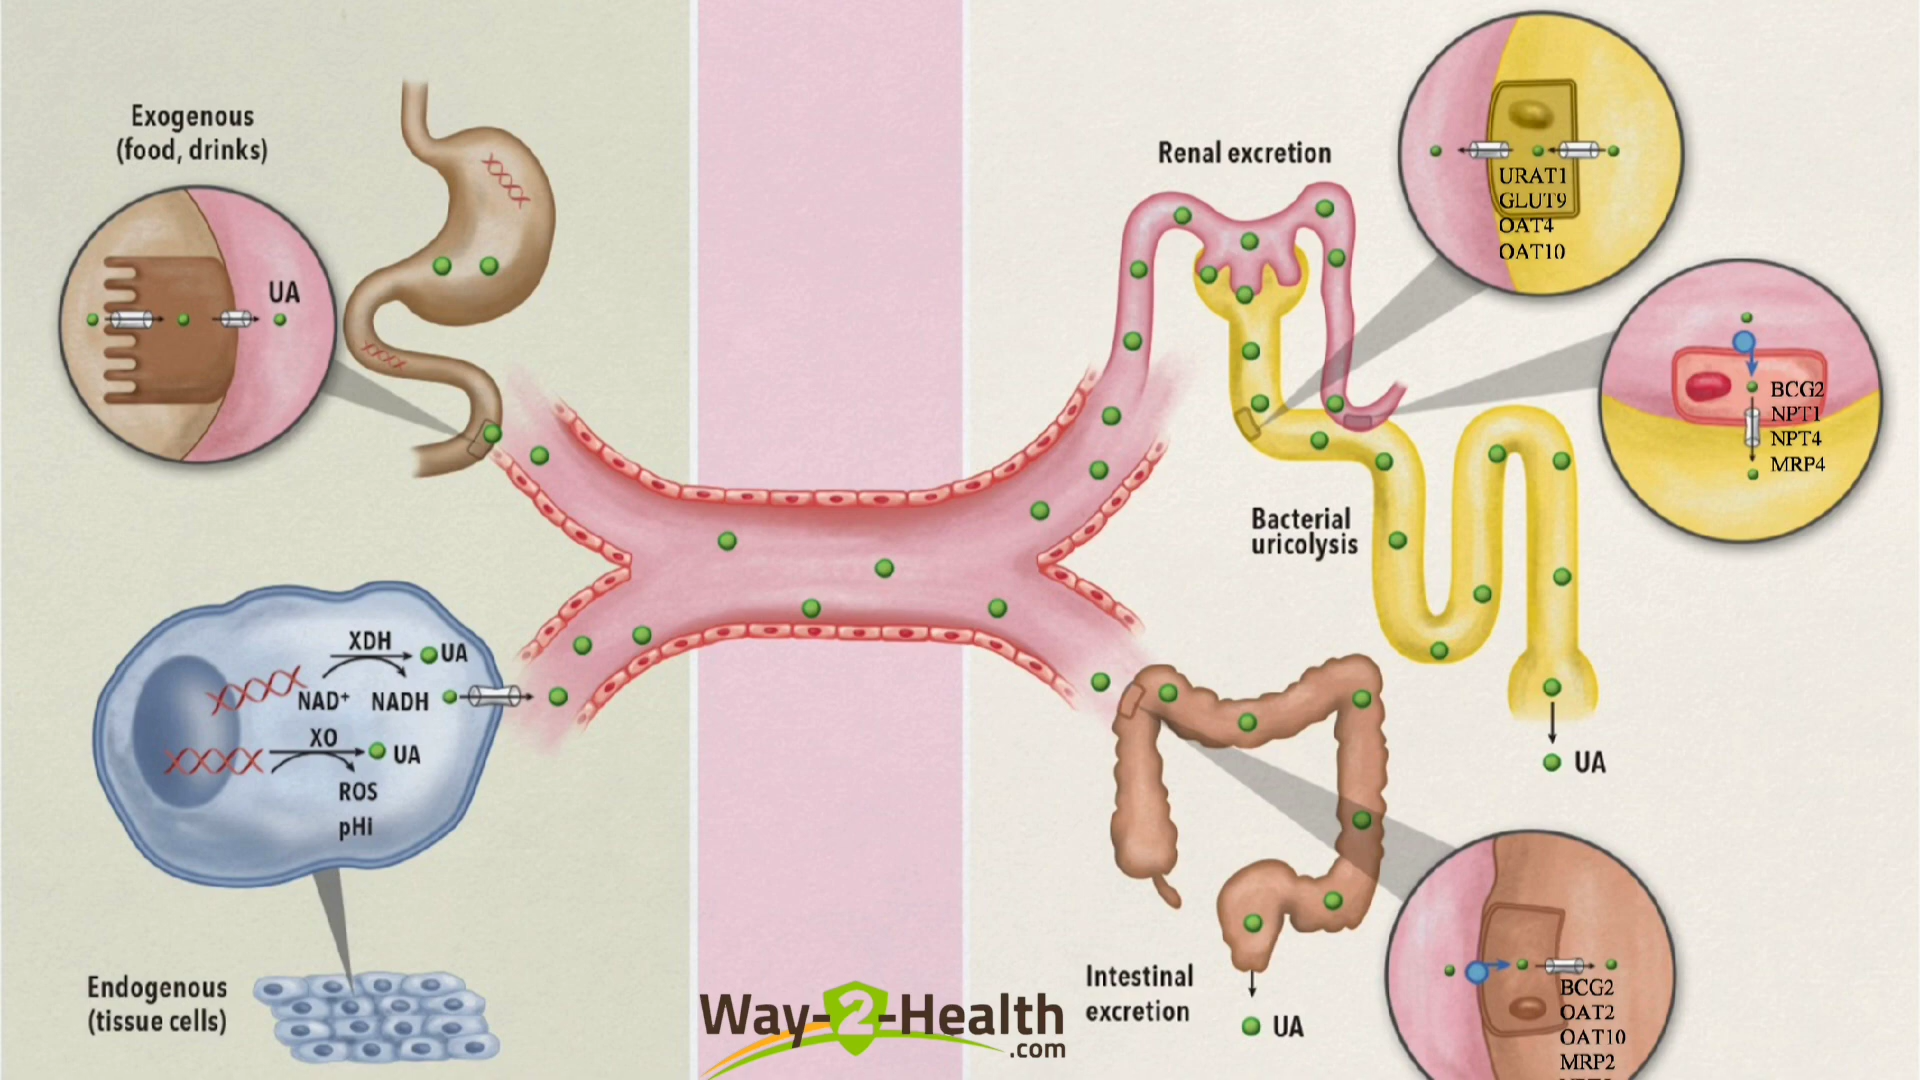 Exogenous
(food, drinks)
UA
XDH
UA
NAD+
NADH
XO
UA
ROS
pHi
Endogenous
(tissue cells)
Renal excretion
URAT1
GLUT9
OAT4
OAT10
BCG2
NPT1
NPT4
MRP4
Bacterial
uricolysis
UA
Intestinal
excretion
UA
BCG2
OAT2
OAT10
MRP2
Way-2-Health
.com